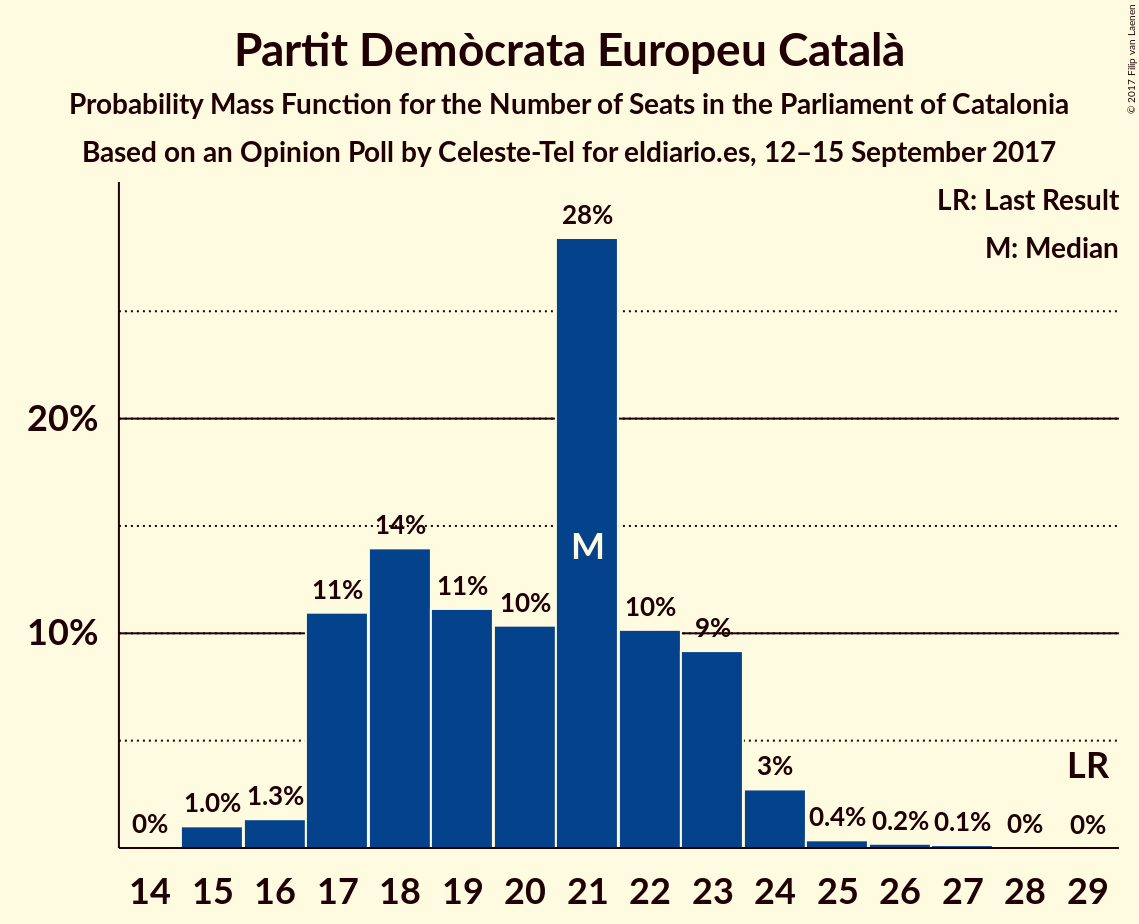 Partit Demòcrata Europeu Català
Probability Mass Function for the Number of Seats in the Parliament of Catalonia
Based on an Opinion Poll by Celeste-Tel for eldiario.es, 12–15 September 2017
© 2017 Filip van Laenen
LR: Last Result
M: Median
28%
20%
14%
M
11%
11%
10%
10%
9%
10%
3%
LR
0%
1.0%
1.3%
0.4%
0.2%
0.1%
0%
0%
14 15 16 17 18 19 20 21 22 23 24 25 26 27 28 29